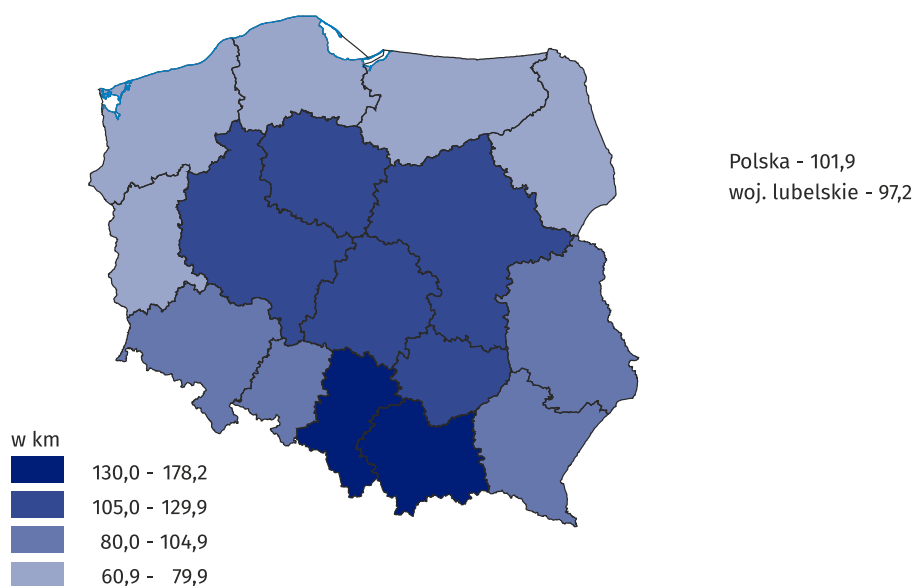 Polska - 101,9
woj. lubelskie - 97,2
w km
130,0 - 178,2
105,0 - 129,9
80,0 - 104,9
60,9 - 79,9